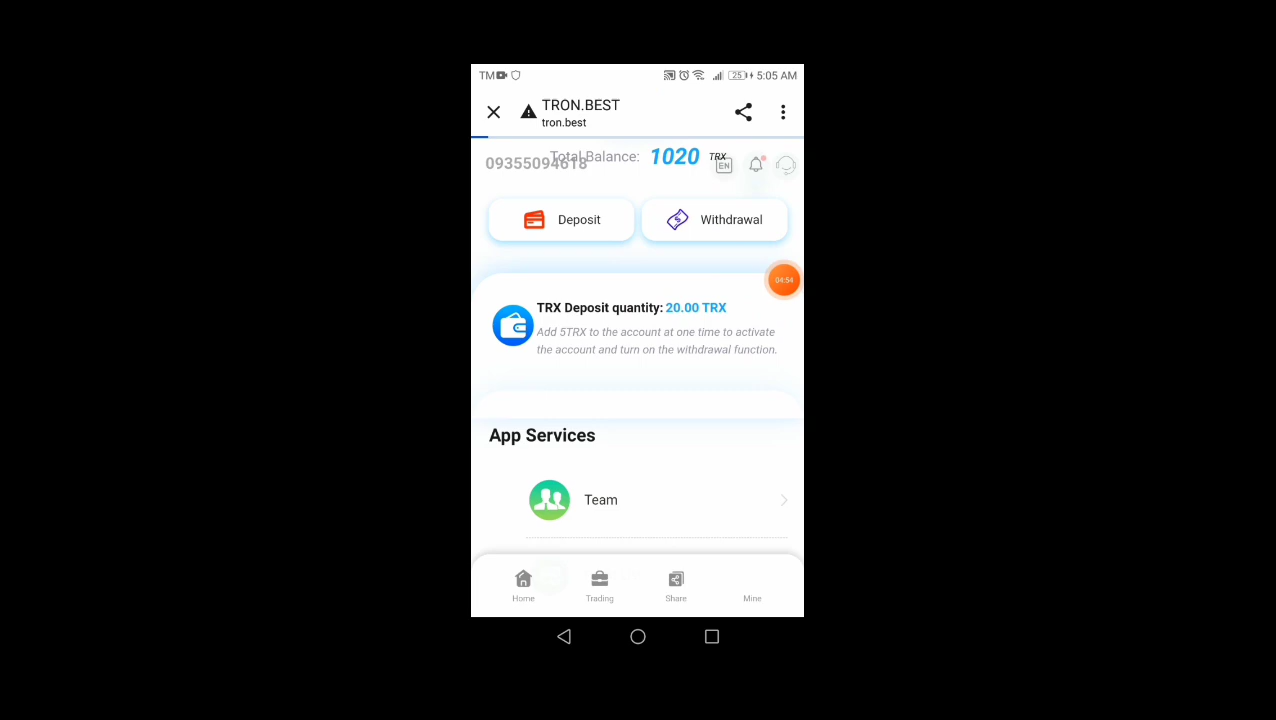 TM 25 5:05 AM
TRON.BEST
tron.best
09355094618 Total Balance: 1020 TRX
EN
Deposit Withdrawal
04:54
TRX Deposit quantity: 20.00 TRX
Add 5TRX to the account at one time to activate
the account and turn on the withdrawal function.
App Services
Team
Home Trading Share Mine